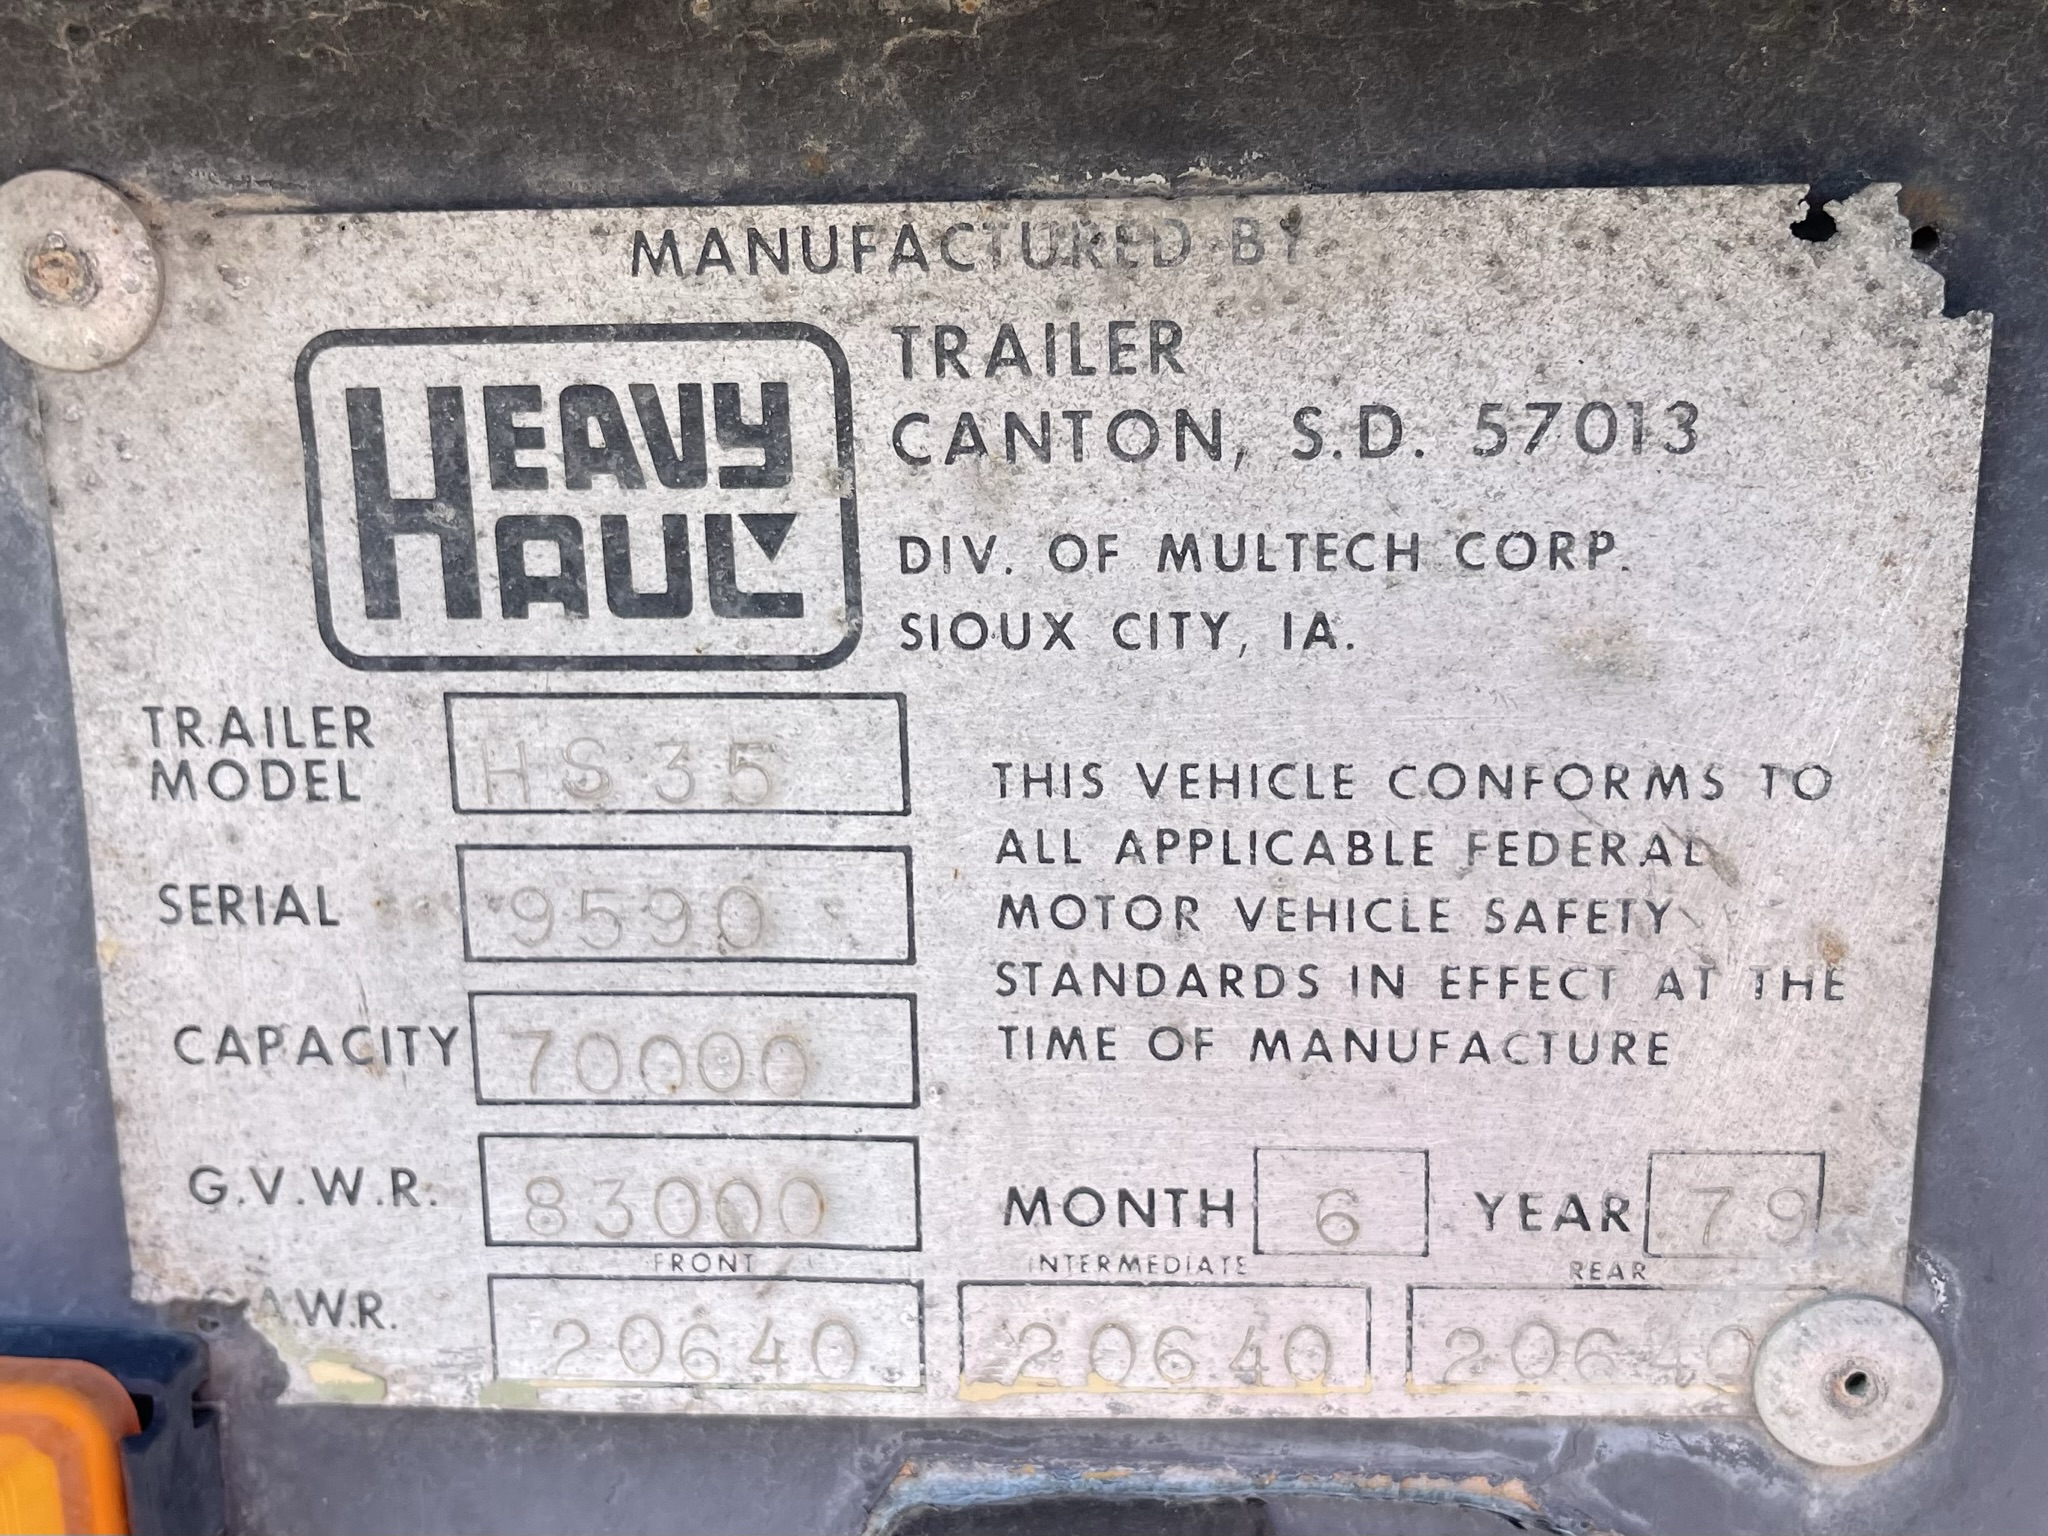 MANUFACTURED BY
HEAVY
HAUL
TRAILER
CANTON, S.D. 57013
DIV. OF MULTECH CORP.
SIOUX CITY, IA.
TRAILER
MODEL
HS35
SERIAL
9590
CAPACITY
70000
G.V.W.R.
83000
THIS VEHICLE CONFORMS TO
ALL APPLICABLE FEDERAL
MOTOR VEHICLE SAFETY
STANDARDS IN EFFECT AT THE
TIME OF MANUFACTURE
MONTH 6 YEAR 79
FRONT INTERMEDIATE REAR
G.A.W.R. 20640 20640 20640